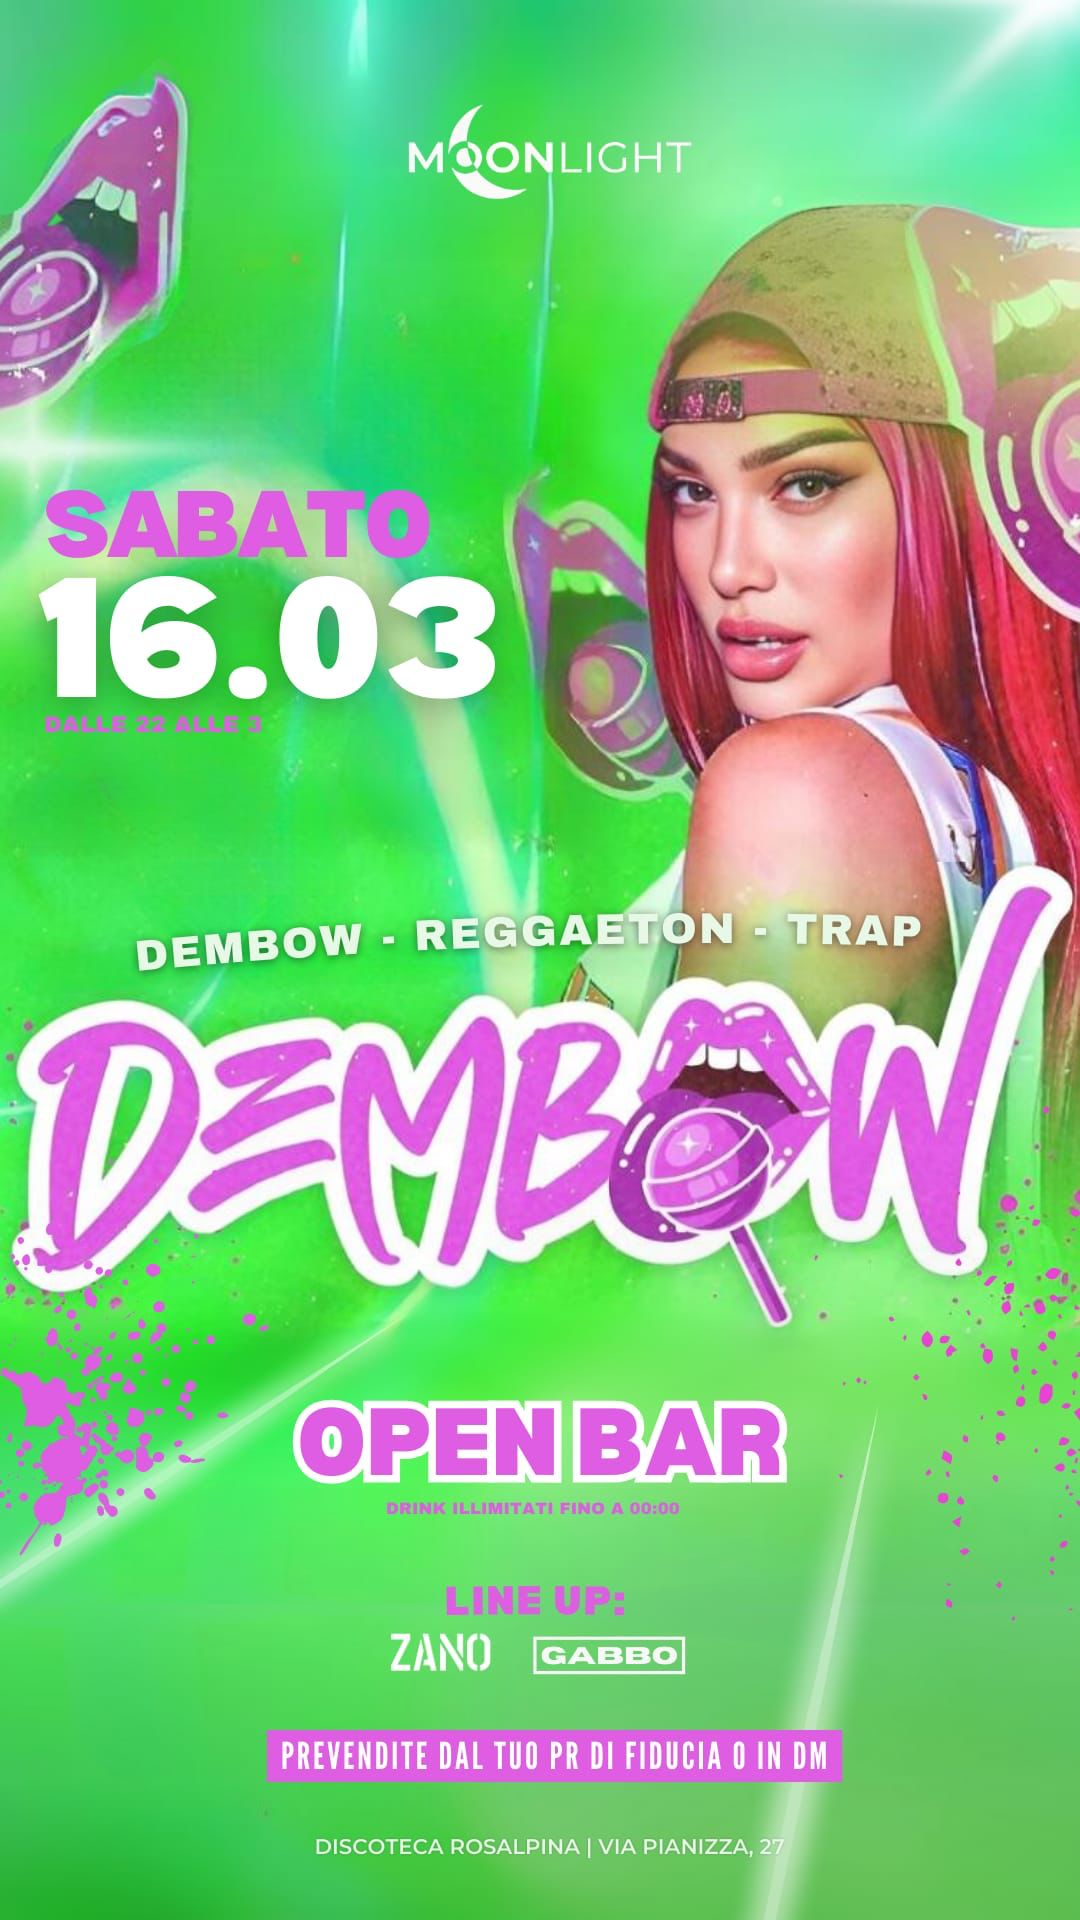 MOONLIGHT
SABATO
16.03
DALLE 22 ALLE 3
DEMBOW - REGGAETON - TRAP
DEMBOW
OPEN BAR
DRINK ILLIMITATI FINO A 00:00
LINE UP:
ZANO GABBO
PREVENDITE DAL TUO PR DI FIDUCIA O IN DM
DISCOTECA ROSALPINA | VIA PIANIZZA, 27